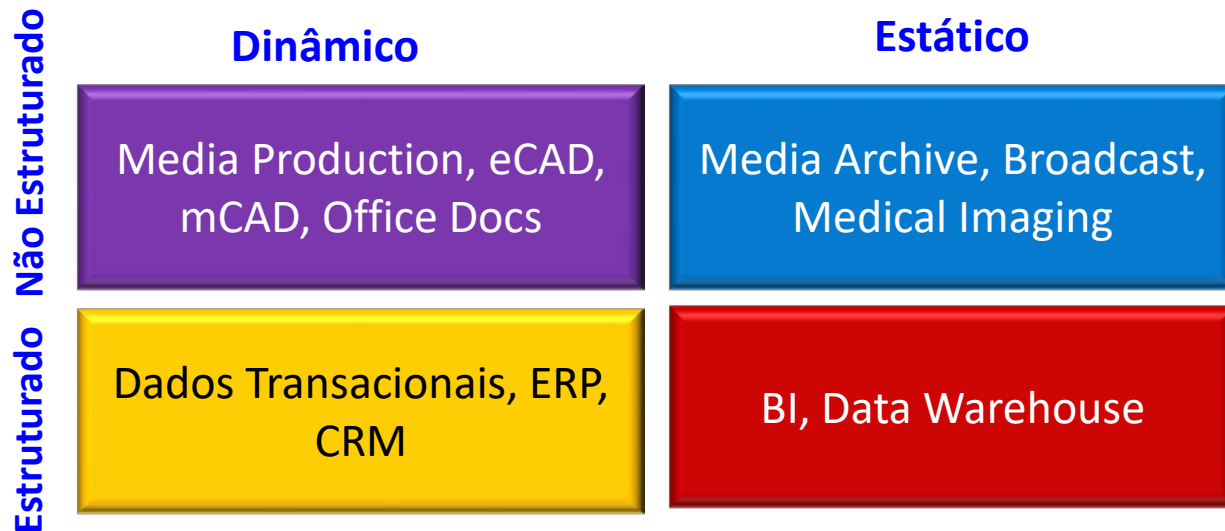 Dinâmico
Estático
Não Estruturado
Media Production, eCAD,
mCAD, Office Docs
Media Archive, Broadcast,
Medical Imaging
Estruturado
Dados Transacionais, ERP,
CRM
BI, Data Warehouse